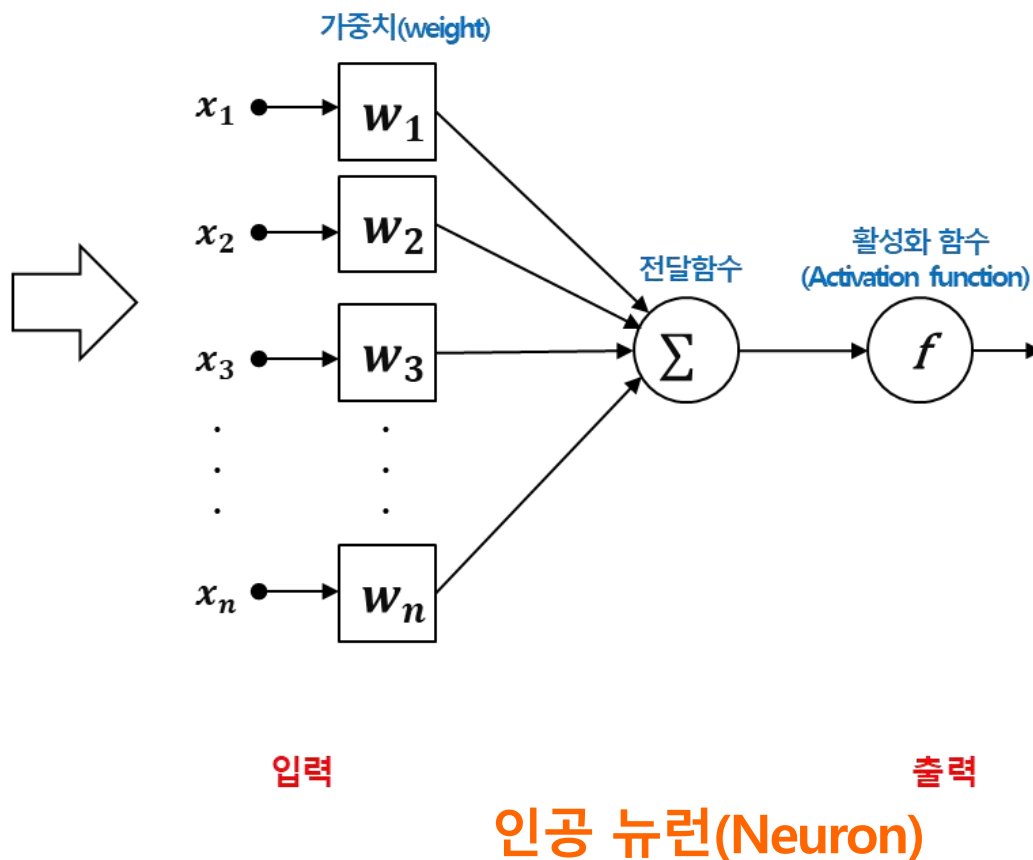 가중치(weight)
x₁ w₁
x₂ w₂
전달함수
활성화 함수
(Activation function)
x₃ w₃ ∑ f
. .
. .
. .
xₙ wₙ
입력 출력
인공 뉴런(Neuron)